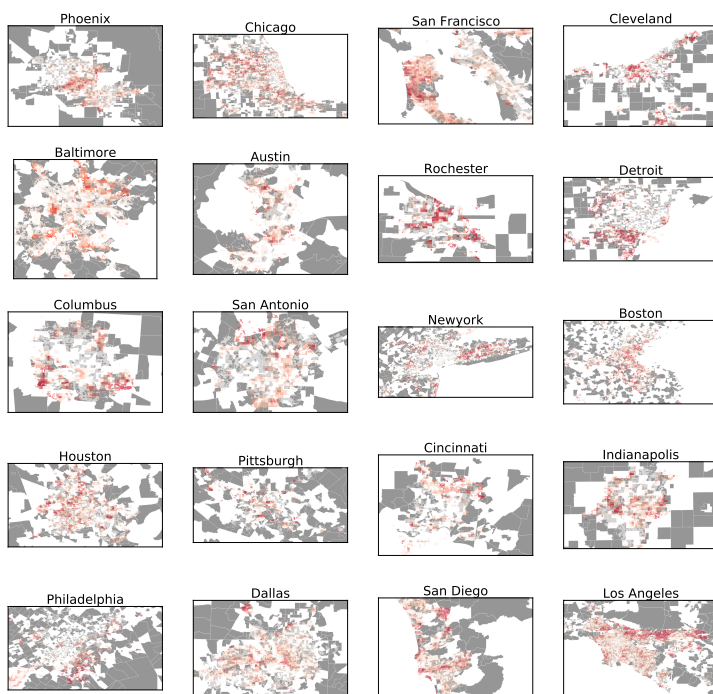 Phoenix
Chicago
San Francisco
Cleveland
Baltimore
Austin
Rochester
Detroit
Columbus
San Antonio
Newyork
Boston
Houston
Pittsburgh
Cincinnati
Indianapolis
Philadelphia
Dallas
San Diego
Los Angeles